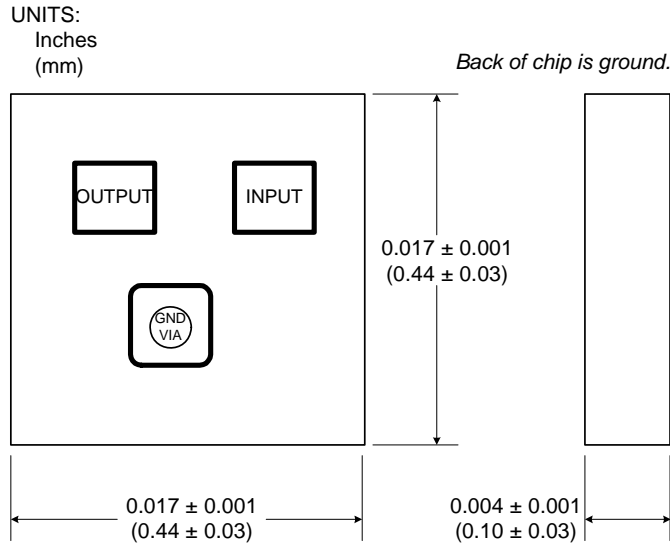 UNITS:
Inches
(mm)
Back of chip is ground.
OUTPUT
INPUT
GND
VIA
0.017 ± 0.001
(0.44 ± 0.03)
0.017 ± 0.001
(0.44 ± 0.03)
0.004 ± 0.001
(0.10 ± 0.03)